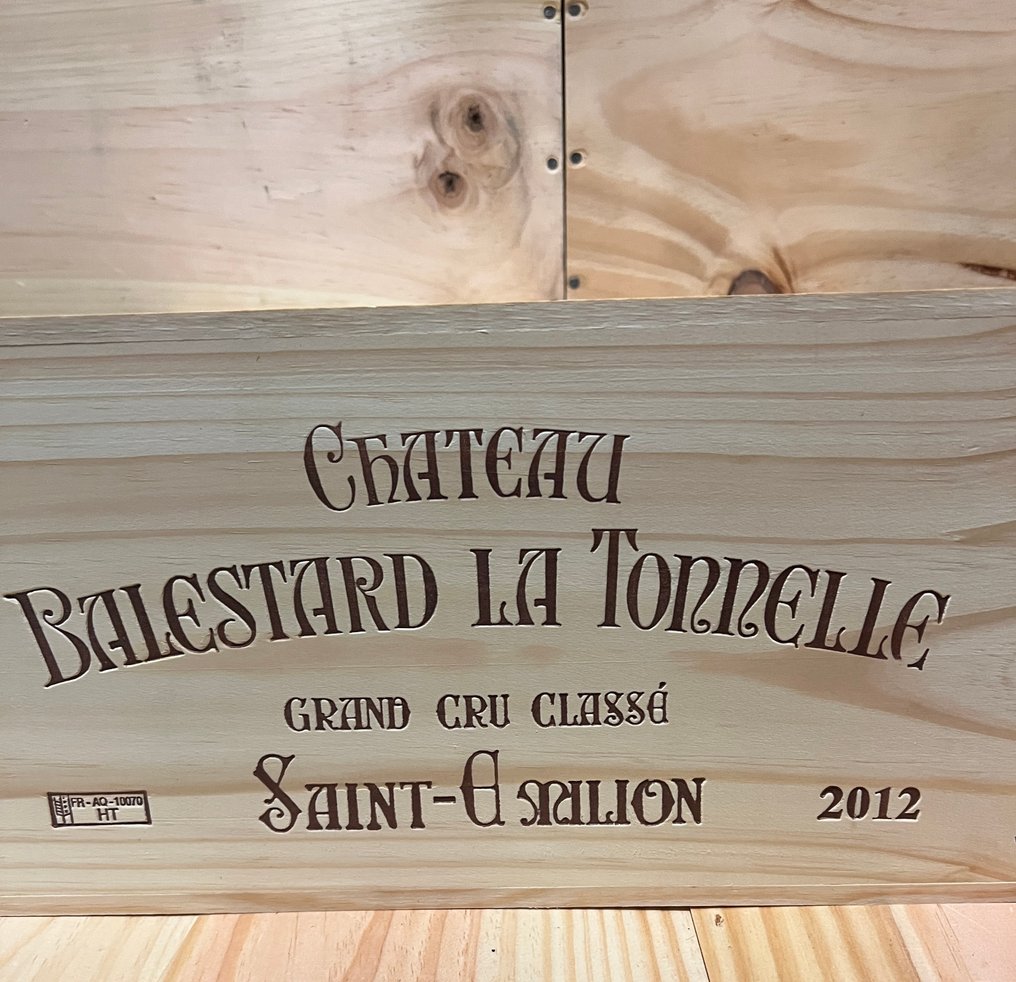 Chateau
Balestard la Tonnelle
Grand Cru Classé
Saint-Emilion
2012
FR-AQ-10070
HT